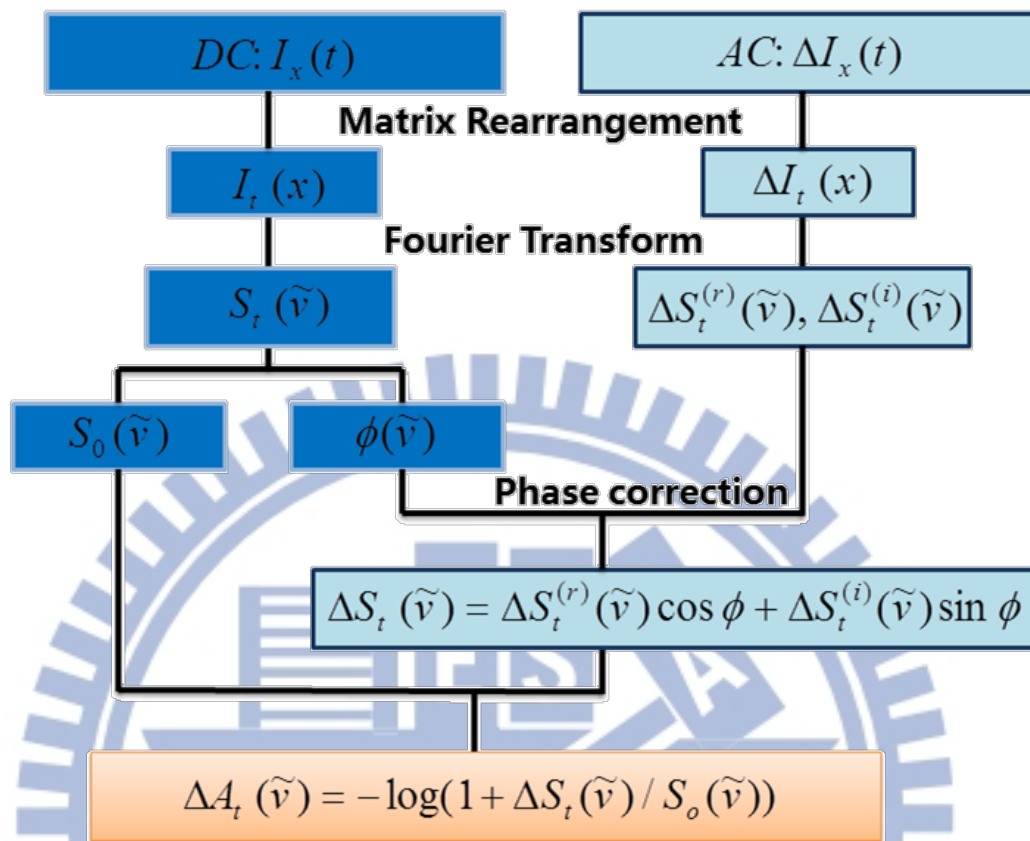 DC: I_x(t)
AC: ΔI_x(t)
Matrix Rearrangement
I_t (x)
ΔI_t (x)
Fourier Transform
S_t (ṽ)
ΔS_t^(r)(ṽ), ΔS_t^(i)(ṽ)
S_0(ṽ)
ϕ(ṽ)
Phase correction
ΔS_t (ṽ) = ΔS_t^(r)(ṽ) cos ϕ + ΔS_t^(i)(ṽ) sin ϕ
E S A
ΔA_t (ṽ) = −log(1 + ΔS_t(ṽ) / S_o(ṽ))